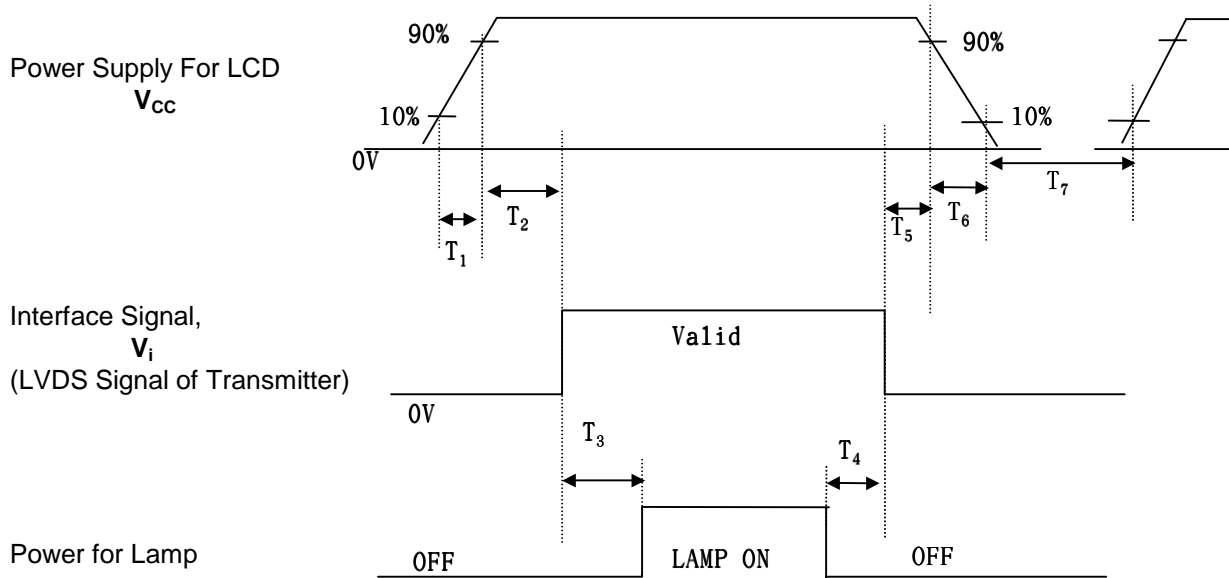 90%
90%
Power Supply For LCD
VCC
10%
10%
0V
T7
T2
T5
T6
T1
Interface Signal,
Vi
(LVDS Signal of Transmitter)
Valid
0V
T3
T4
Power for Lamp
OFF
LAMP ON
OFF